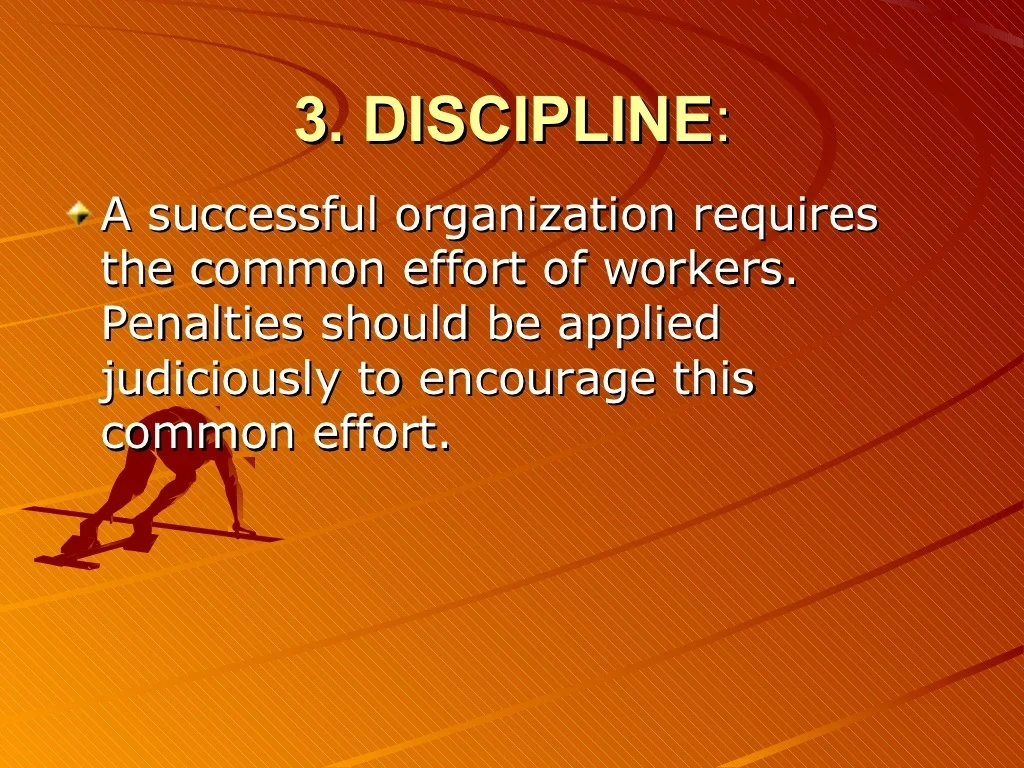 3. DISCIPLINE:
A successful organization requires
the common effort of workers.
Penalties should be applied
judiciously to encourage this
common effort.